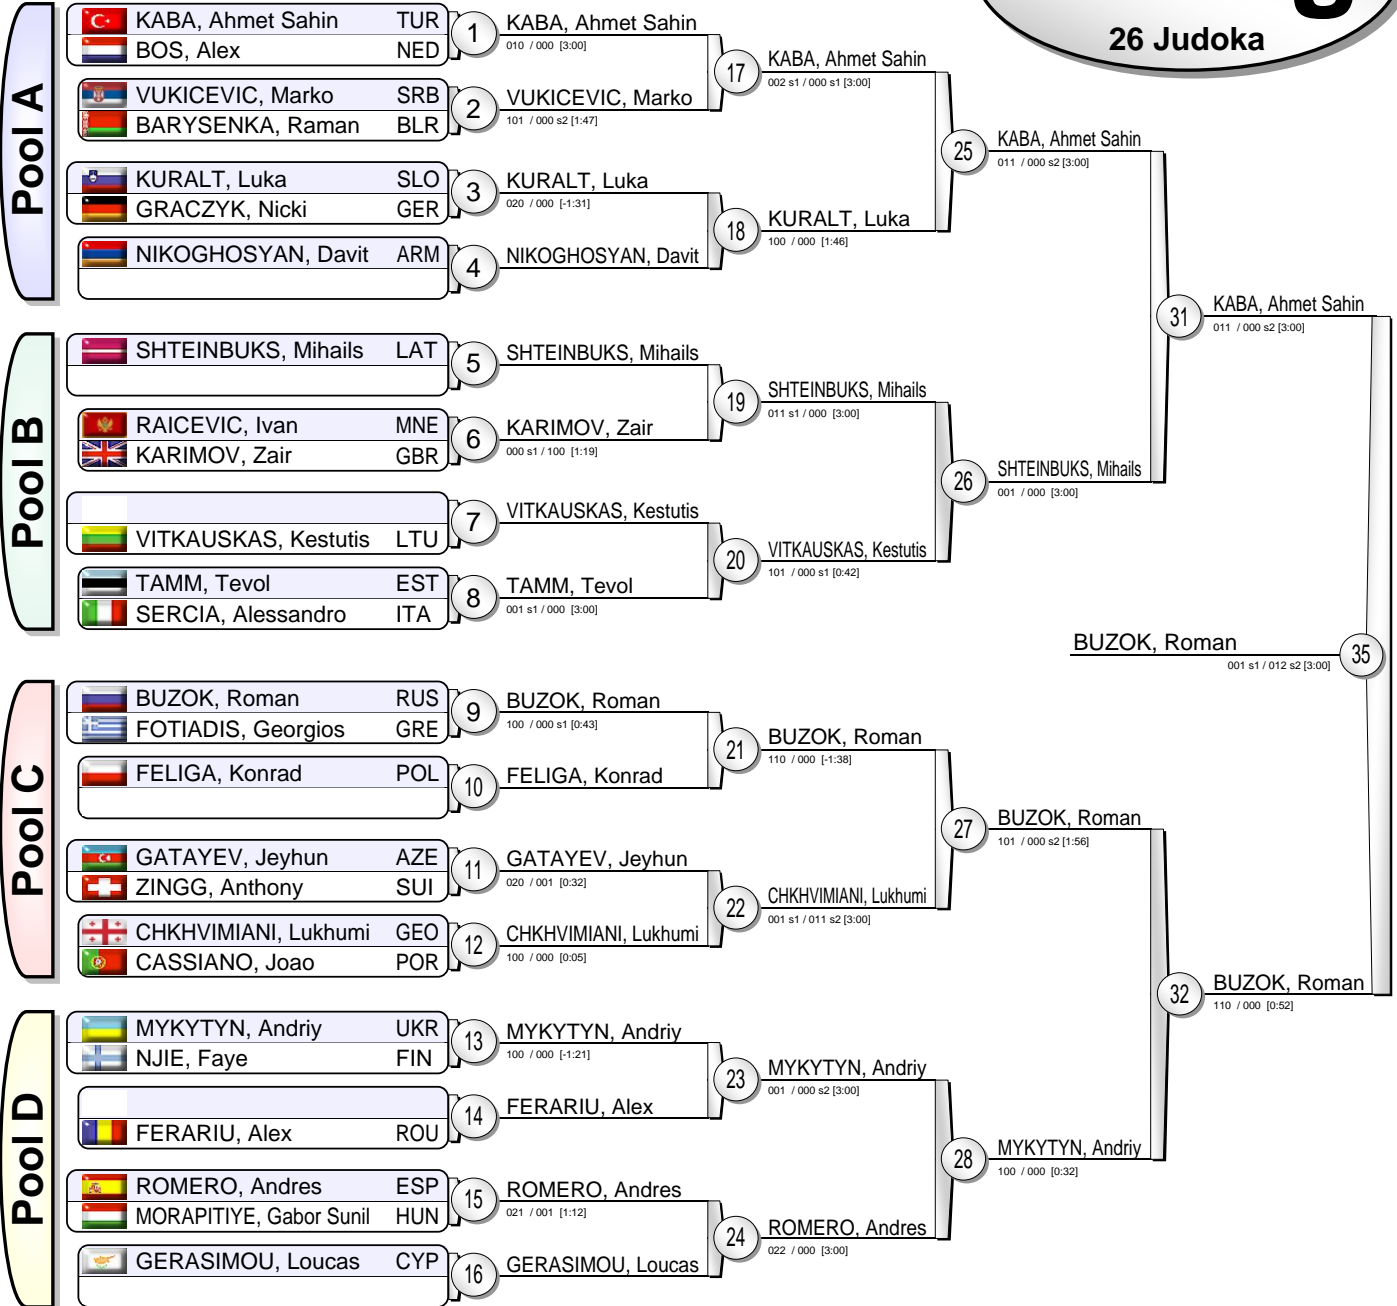 26 Judoka
Pool A
KABA, Ahmet Sahin TUR
BOS, Alex NED
1
KABA, Ahmet Sahin
010 / 000 [3:00]
VUKICEVIC, Marko SRB
BARYSENKA, Raman BLR
2
VUKICEVIC, Marko
101 / 000 s2 [1:47]
17
KABA, Ahmet Sahin
002 s1 / 000 s1 [3:00]
KURALT, Luka SLO
GRACZYK, Nicki GER
3
KURALT, Luka
020 / 000 [-1:31]
NIKOGHOSYAN, Davit ARM
4
NIKOGHOSYAN, Davit
18
KURALT, Luka
100 / 000 [1:46]
25
KABA, Ahmet Sahin
011 / 000 s2 [3:00]
Pool B
SHTEINBUKS, Mihails LAT
5
SHTEINBUKS, Mihails
RAICEVIC, Ivan MNE
KARIMOV, Zair GBR
6
KARIMOV, Zair
000 s1 / 100 [1:19]
19
SHTEINBUKS, Mihails
011 s1 / 000 [3:00]
VITKAUSKAS, Kestutis LTU
7
VITKAUSKAS, Kestutis
TAMM, Tevol EST
SERCIA, Alessandro ITA
8
TAMM, Tevol
001 s1 / 000 [3:00]
20
VITKAUSKAS, Kestutis
101 / 000 s1 [0:42]
26
SHTEINBUKS, Mihails
001 / 000 [3:00]
31
KABA, Ahmet Sahin
011 / 000 s2 [3:00]
BUZOK, Roman
001 s1 / 012 s2 [3:00]
35
Pool C
BUZOK, Roman RUS
FOTIADIS, Georgios GRE
9
BUZOK, Roman
100 / 000 s1 [0:43]
FELIGA, Konrad POL
10
FELIGA, Konrad
21
BUZOK, Roman
110 / 000 [-1:38]
GATAYEV, Jeyhun AZE
ZINGG, Anthony SUI
11
GATAYEV, Jeyhun
020 / 001 [0:32]
CHKHVIMIANI, Lukhumi GEO
CASSIANO, Joao POR
12
CHKHVIMIANI, Lukhumi
100 / 000 [0:05]
22
CHKHVIMIANI, Lukhumi
001 s1 / 011 s2 [3:00]
27
BUZOK, Roman
101 / 000 s2 [1:56]
Pool D
MYKYTYN, Andriy UKR
NJIE, Faye FIN
13
MYKYTYN, Andriy
100 / 000 [-1:21]
FERARIU, Alex ROU
14
FERARIU, Alex
23
MYKYTYN, Andriy
001 / 000 s2 [3:00]
ROMERO, Andres ESP
MORAPITIYE, Gabor Sunil HUN
15
ROMERO, Andres
021 / 001 [1:12]
GERASIMOU, Loucas CYP
16
GERASIMOU, Loucas
24
ROMERO, Andres
022 / 000 [3:00]
28
MYKYTYN, Andriy
100 / 000 [0:32]
32
BUZOK, Roman
110 / 000 [0:52]